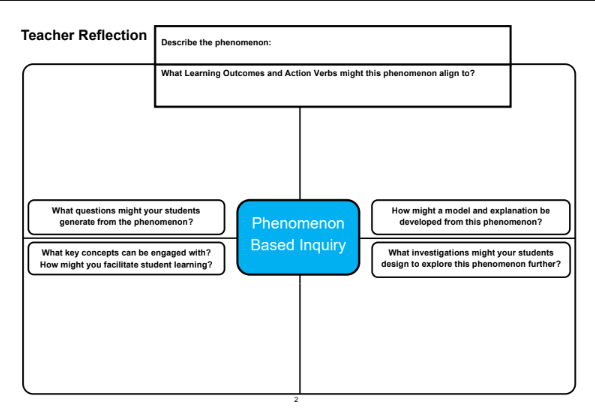 Teacher Reflection
Describe the phenomenon:
What Learning Outcomes and Action Verbs might this phenomenon align to?
What questions might your students
generate from the phenomenon?
How might a model and explanation be
developed from this phenomenon?
Phenomenon
Based Inquiry
What key concepts can be engaged with?
How might you facilitate student learning?
What investigations might your students
design to explore this phenomenon further?
2